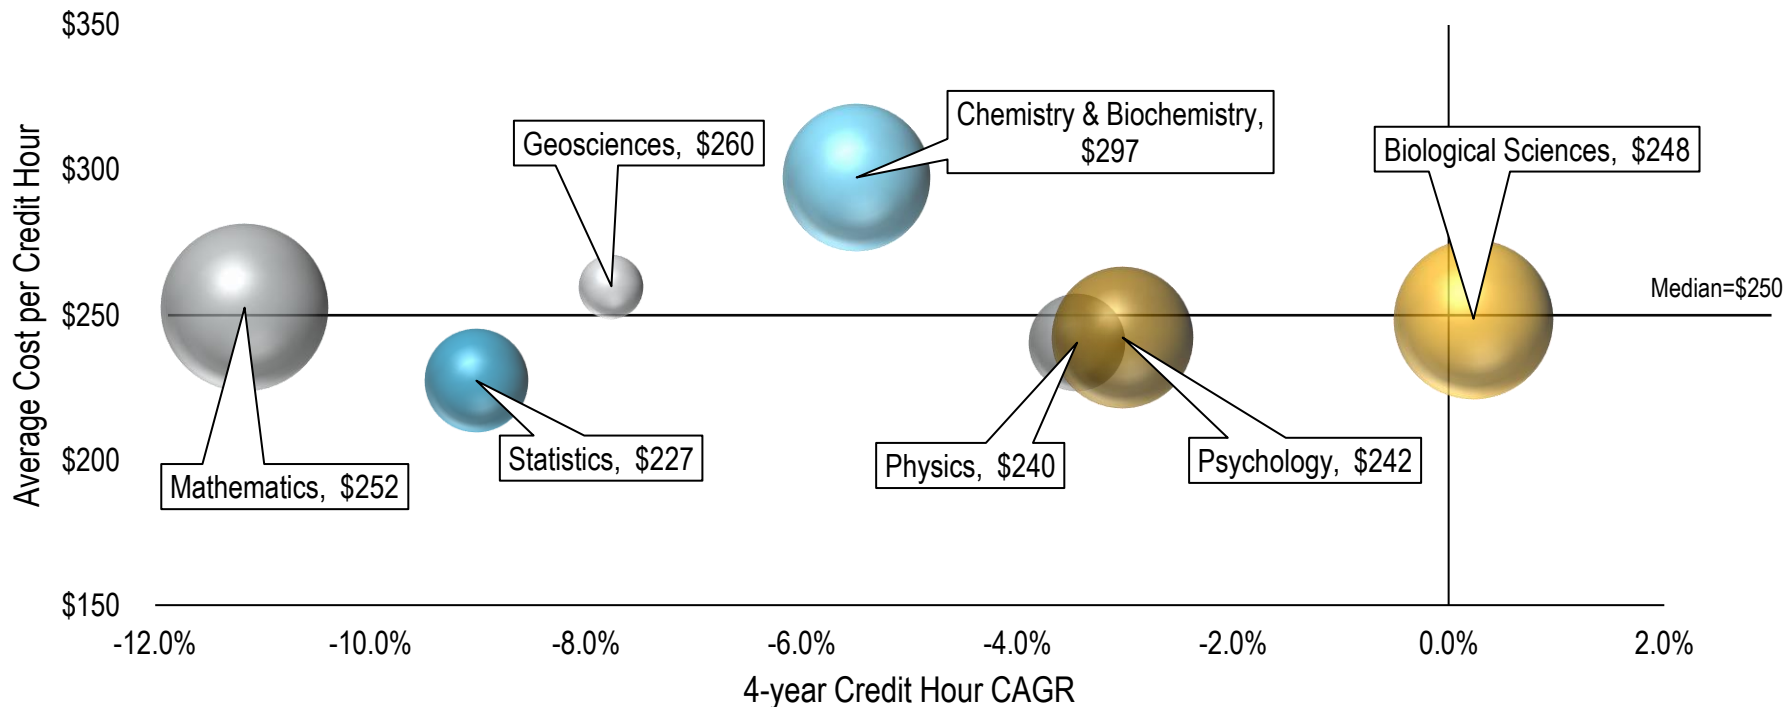 $350
$300
$250
$200
$150
Average Cost per Credit Hour
Geosciences, $260
Chemistry & Biochemistry,
$297
Biological Sciences, $248
Median=$250
Mathematics, $252
Statistics, $227
Physics, $240
Psychology, $242
-12.0%
-10.0%
-8.0%
-6.0%
-4.0%
-2.0%
0.0%
2.0%
4-year Credit Hour CAGR